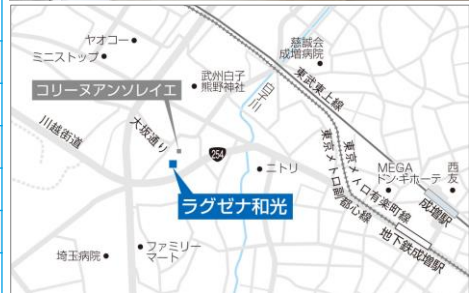 ヤオコー
ミニストップ
慈誠会
成増病院
武州白子
熊野神社
白子川
東武東上線
コリーヌアンソレイエ
川越街道
大坂通り
254
ニトリ
東京メトロ副都心線
東京メトロ有楽町線
MEGA
ドン・キホーテ
西友
成増駅
ラグゼナ和光
地下鉄成増駅
埼玉病院
ファミリー
マート